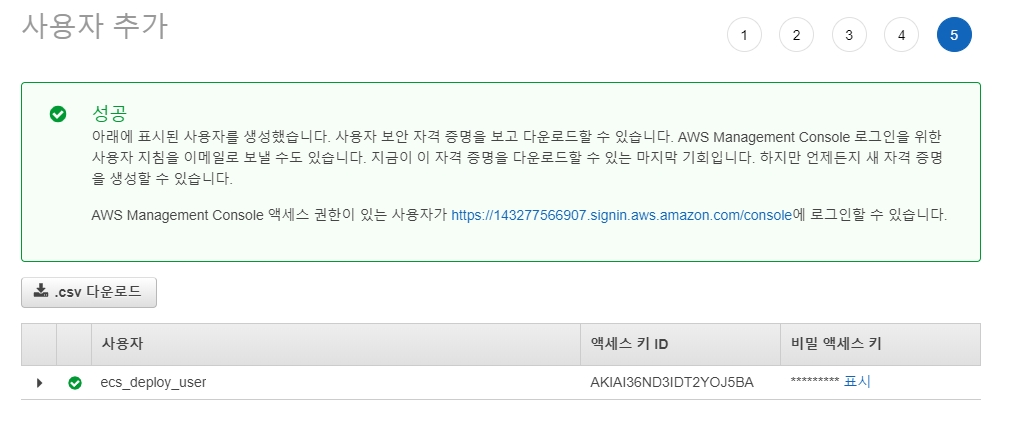 사용자 추가
1 2 3 4 5
성공
아래에 표시된 사용자를 생성했습니다. 사용자 보안 자격 증명을 보고 다운로드할 수 있습니다. AWS Management Console 로그인을 위한
사용자 지침을 이메일로 보낼 수도 있습니다. 지금이 이 자격 증명을 다운로드할 수 있는 마지막 기회입니다. 하지만 언제든지 새 자격 증명
을 생성할 수 있습니다.
AWS Management Console 액세스 권한이 있는 사용자가 https://143277566907.signin.aws.amazon.com/console에 로그인할 수 있습니다.
.csv 다운로드
사용자 액세스 키 ID 비밀 액세스 키
ecs_deploy_user AKIAI36ND3IDT2YOJ5BA ********* 표시